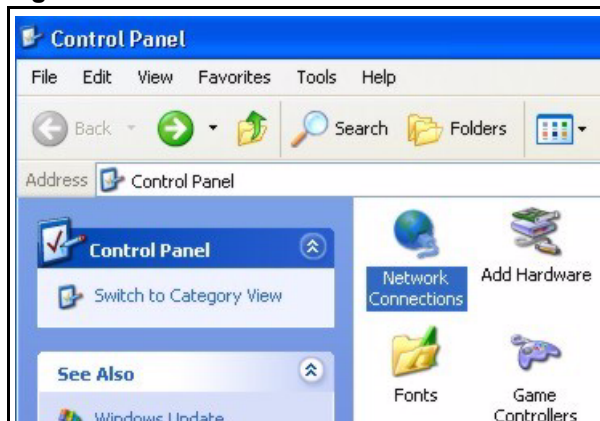 Control Panel
File Edit View Favorites Tools Help
Back Search Folders
Address Control Panel
Control Panel
Switch to Category View
See Also
Windows Update
Network
Connections
Add Hardware
Fonts
Game
Controllers